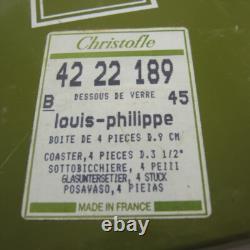 Christofle
42 22 189
DESSOUS DE VERRE
B 45
louis-philippe
BOITE DE 4 PIECES D.9 CM
COASTER,4 PIECES D.3 1/2"
SOTTOBICCHIERE, 4 PEZZI
GLASUNTERSETZER, 4 STUCK
POSAVASO,4 PIEZAS
MADE IN FRANCE